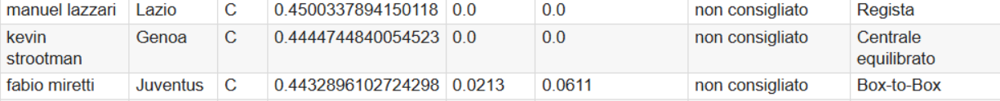 manuel lazzari Lazio C 0.4500337894150118 0.0 0.0 non consigliato Regista
kevin strootman Genoa C 0.4444744840054523 0.0 0.0 non consigliato Centrale equilibrato
fabio miretti Juventus C 0.4432896102724298 0.0213 0.0611 non consigliato Box-to-Box